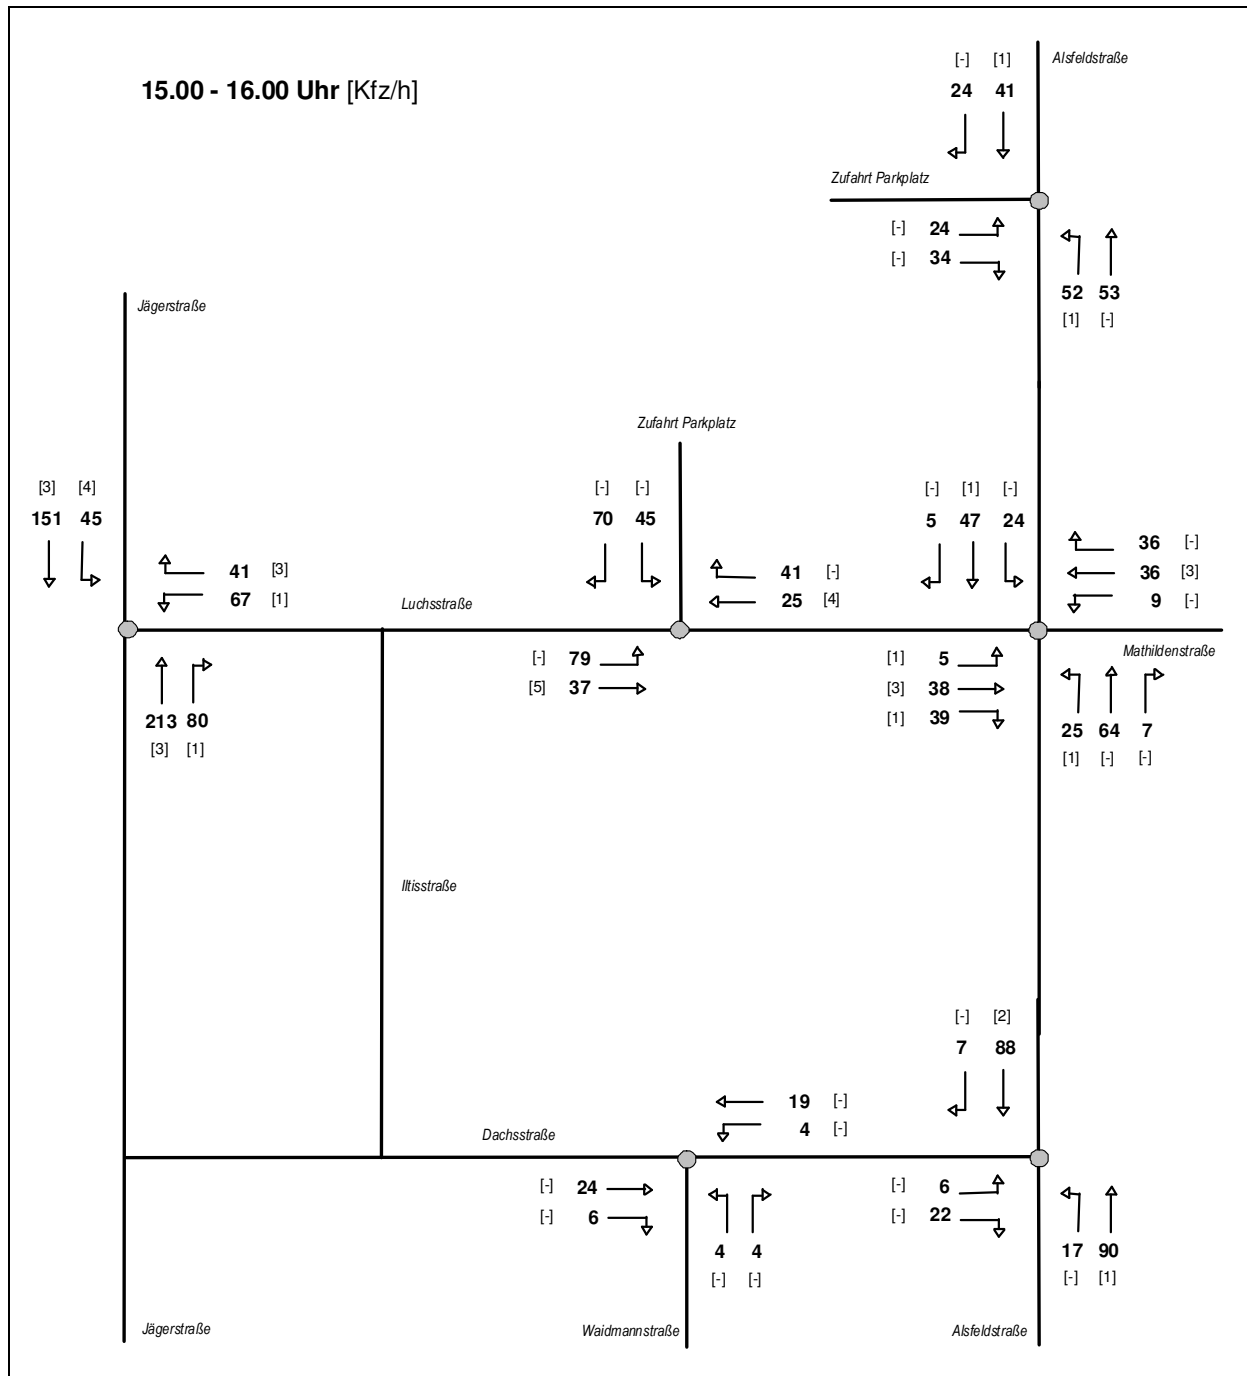 [-] [1]
Alsfeldstraße
15.00 - 16.00 Uhr [Kfz/h]
24 41
Zufahrt Parkplatz
[-] 24
[-] 34
52 53
[1] [-]
Jägerstraße
Zufahrt Parkplatz
[3] [4]
[-] [-]
[-] [1] [-]
151 45
70 45
5 47 24
36 [-]
36 [3]
9 [-]
41 [3]
67 [1]
41 [-]
25 [4]
Luchsstraße
Mathildenstraße
[-] 79
[5] 37
[1] 5
[3] 38
[1] 39
213 80
[3] [1]
25 64 7
[1] [-] [-]
Iltisstraße
[-] [2]
7 88
19 [-]
4 [-]
Dachsstraße
[-] 24
[-] 6
[-] 6
[-] 22
4 4
[-] [-]
17 90
[-] [1]
Jägerstraße
Waidmannstraße
Alsfeldstraße